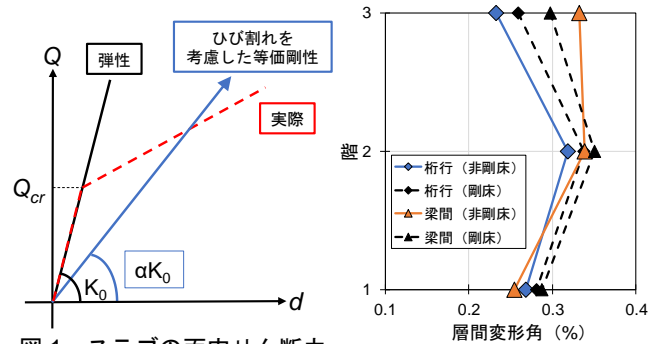 Q
弾性
ひび割れを
考慮した等価剛性
実際
Qcr
K0
αK0
d
3
2
1
階
桁行（非剛床）
桁行（剛床）
梁間（非剛床）
梁間（剛床）
0.1
0.2
0.3
0.4
層間変形角（%）